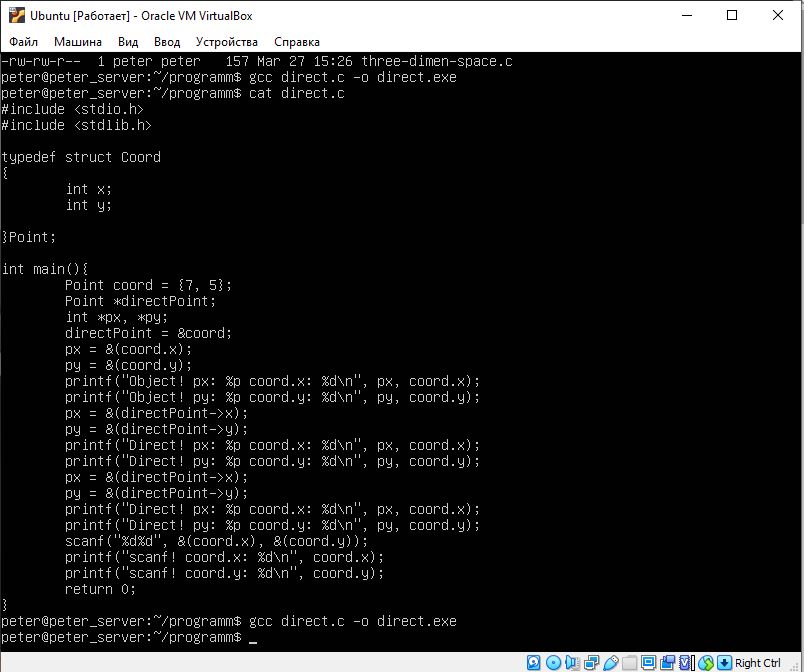 Ubuntu [Работает] - Oracle VM VirtualBox
Файл Машина Вид Ввод Устройства Справка
-rw-rw-r-- 1 peter peter 157 Mar 27 15:26 three-dimen-space.c
peter@peter_server:~/programm$ gcc direct.c -o direct.exe
peter@peter_server:~/programm$ cat direct.c
#include <stdio.h>
#include <stdlib.h>
typedef struct Coord
{
int x;
int y;
}Point;
int main(){
Point coord = {7, 5};
Point *directPoint;
int *px, *py;
directPoint = &coord;
px = &(coord.x);
py = &(coord.y);
printf("Object! px: %p coord.x: %d\n", px, coord.x);
printf("Object! py: %p coord.y: %d\n", py, coord.y);
px = &(directPoint->x);
py = &(directPoint->y);
printf("Direct! px: %p coord.x: %d\n", px, coord.x);
printf("Direct! py: %p coord.y: %d\n", py, coord.y);
px = &(directPoint->x);
py = &(directPoint->y);
printf("Direct! px: %p coord.x: %d\n", px, coord.x);
printf("Direct! py: %p coord.y: %d\n", py, coord.y);
scanf("%d%d", &(coord.x), &(coord.y));
printf("scanf! coord.x: %d\n", coord.x);
printf("scanf! coord.y: %d\n", coord.y);
return 0;
}
peter@peter_server:~/programm$ gcc direct.c -o direct.exe
peter@peter_server:~/programm$ _
Right Ctrl